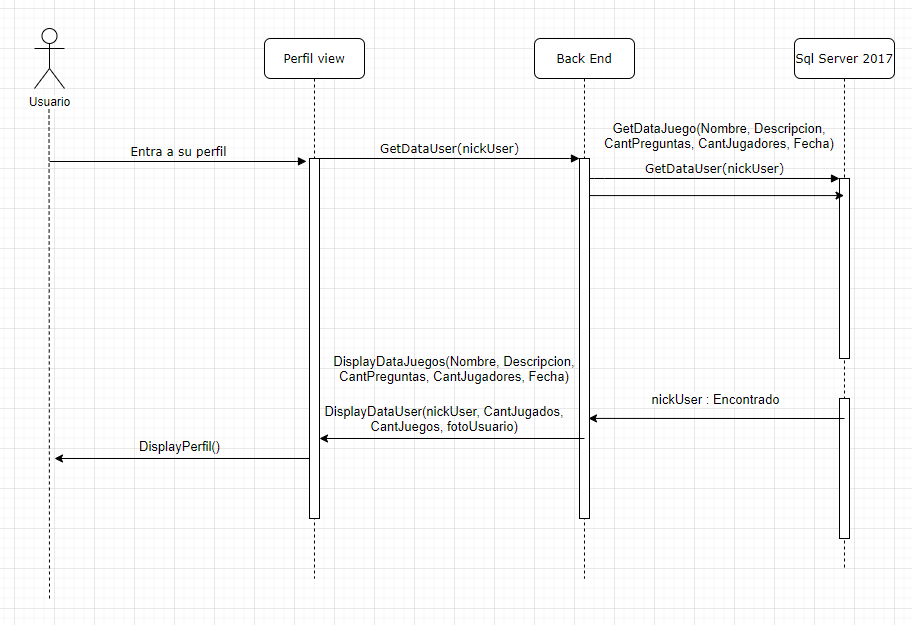 Usuario
Perfil view
Back End
Sql Server 2017
Entra a su perfil
GetDataUser(nickUser)
GetDataJuego(Nombre, Descripcion,
CantPreguntas, CantJugadores, Fecha)
GetDataUser(nickUser)
DisplayDataJuegos(Nombre, Descripcion,
CantPreguntas, CantJugadores, Fecha)
nickUser : Encontrado
DisplayDataUser(nickUser, CantJugados,
CantJuegos, fotoUsuario)
DisplayPerfil()